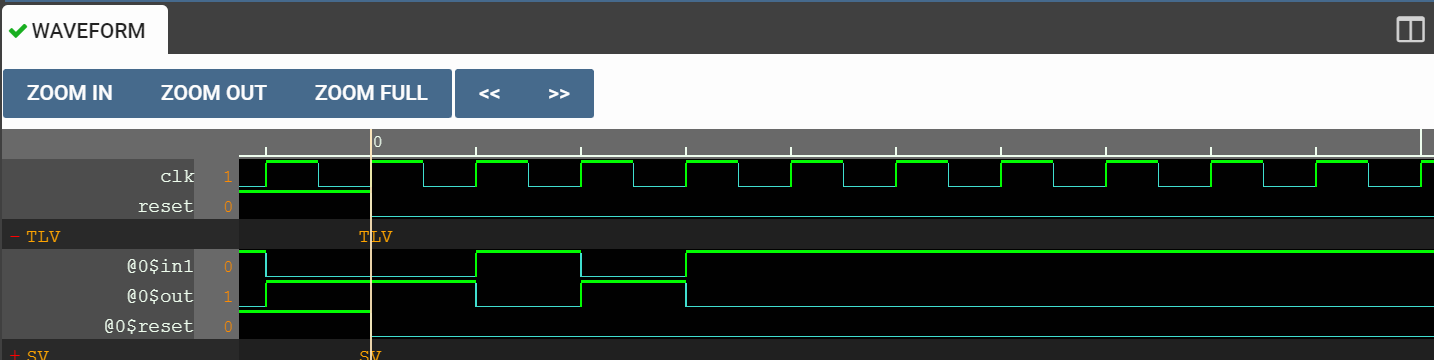 WAVEFORM
ZOOM IN ZOOM OUT ZOOM FULL << >>
0
clk 1
reset 0
- TLV TLV
@0$in1 0
@0$out 1
@0$reset 0
+ SV SV